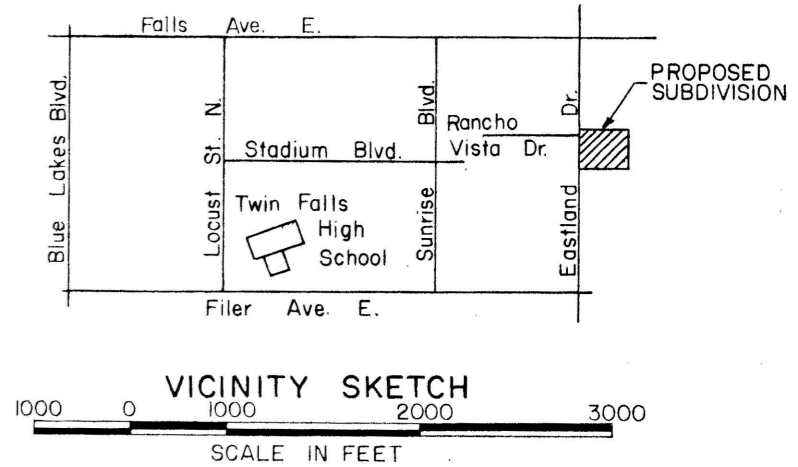 Falls Ave. E.
PROPOSED
SUBDIVISION
Blue Lakes Blvd.
Locust St. N.
Sunrise Blvd.
Eastland Dr.
Rancho
Vista Dr.
Stadium Blvd.
Twin Falls
High
School
Filer Ave. E.
VICINITY SKETCH
1000 0 1000 2000 3000
SCALE IN FEET